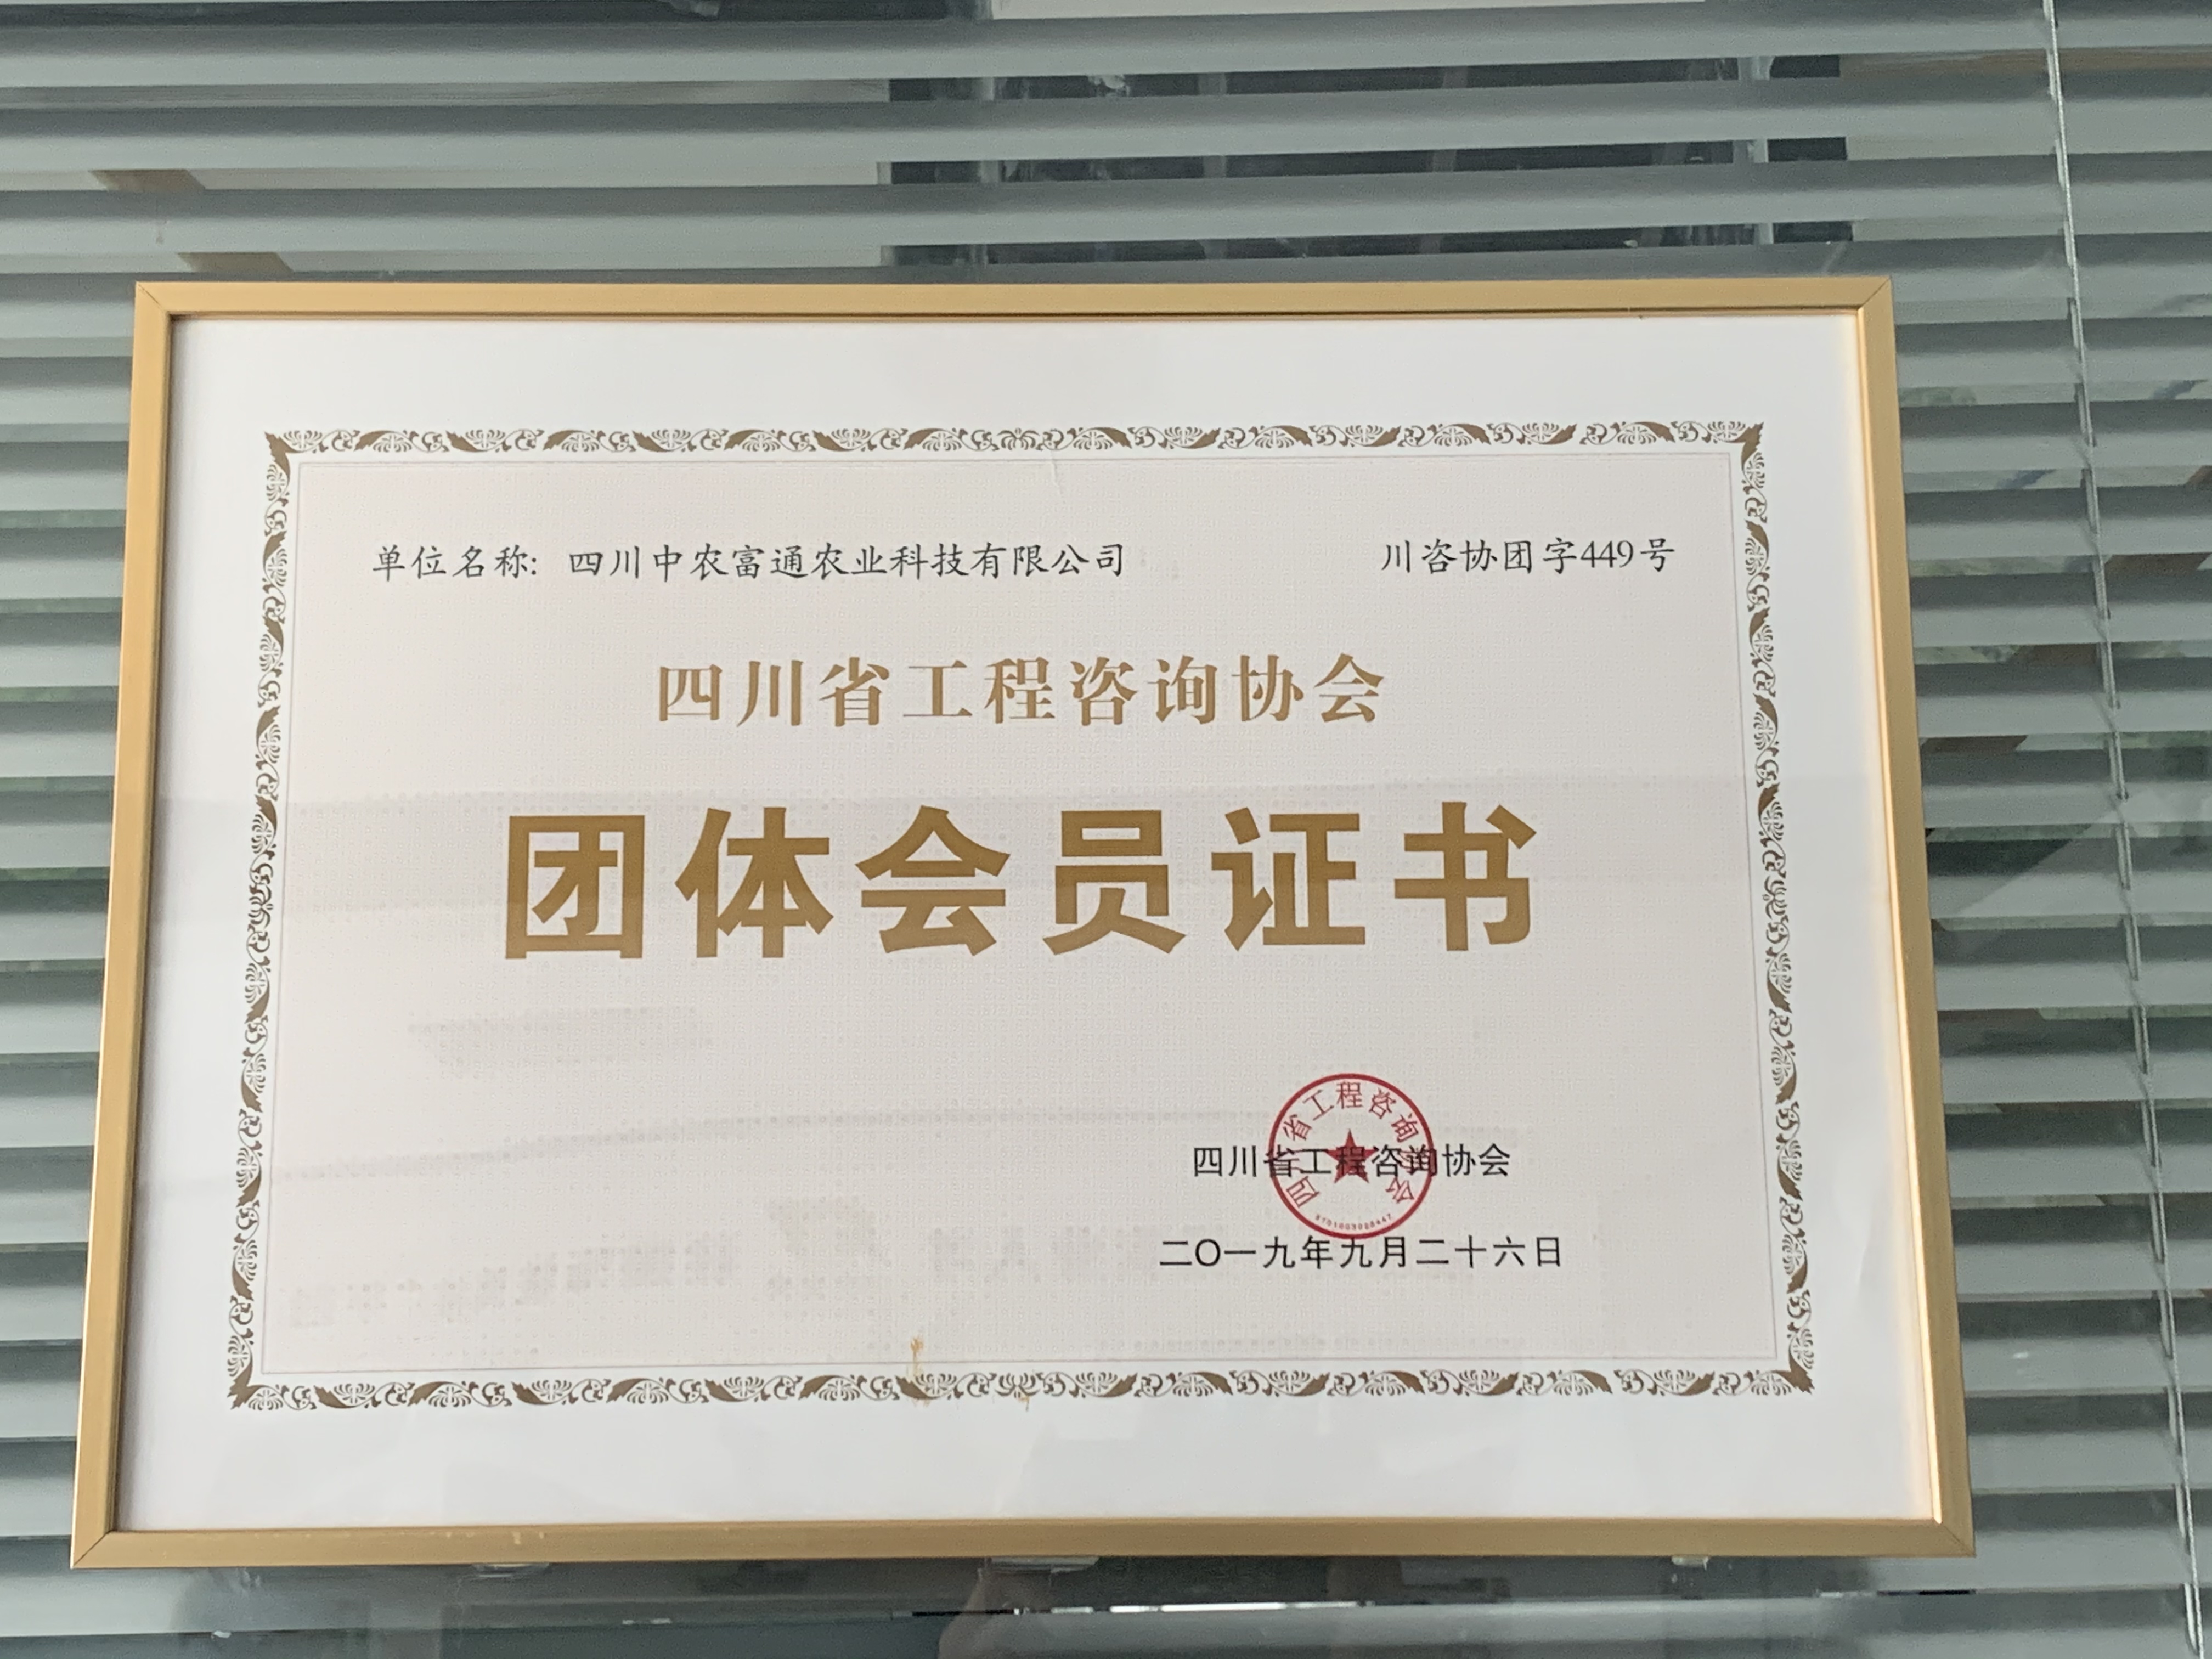 单位名称: 四川中农富通农业科技有限公司
川咨协团字449号
四川省工程咨询协会
团体会员证书
四川省工程咨询协会
四川省工程咨询协会
二〇一九年九月二十六日